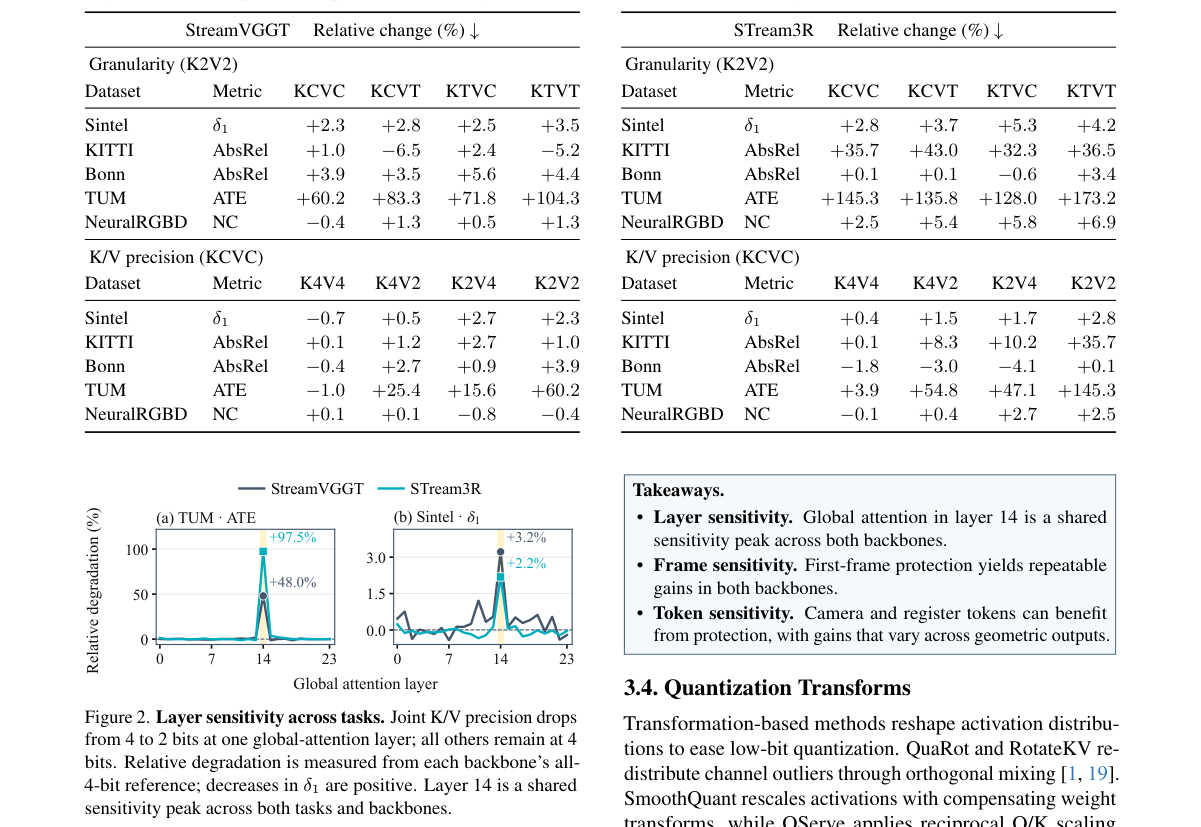 StreamVGGT Relative change (%) ↓
Granularity (K2V2)
Dataset Metric KCVC KCVT KTVC KTVT
Sintel δ1 +2.3 +2.8 +2.5 +3.5
KITTI AbsRel +1.0 −6.5 +2.4 −5.2
Bonn AbsRel +3.9 +3.5 +5.6 +4.4
TUM ATE +60.2 +83.3 +71.8 +104.3
NeuralRGBD NC −0.4 +1.3 +0.5 +1.3
K/V precision (KCVC)
Dataset Metric K4V4 K4V2 K2V4 K2V2
Sintel δ1 −0.7 +0.5 +2.7 +2.3
KITTI AbsRel +0.1 +1.2 +2.7 +1.0
Bonn AbsRel −0.4 +2.7 +0.9 +3.9
TUM ATE −1.0 +25.4 +15.6 +60.2
NeuralRGBD NC +0.1 +0.1 −0.8 −0.4
STream3R Relative change (%) ↓
Granularity (K2V2)
Dataset Metric KCVC KCVT KTVC KTVT
Sintel δ1 +2.8 +3.7 +5.3 +4.2
KITTI AbsRel +35.7 +43.0 +32.3 +36.5
Bonn AbsRel +0.1 +0.1 −0.6 +3.4
TUM ATE +145.3 +135.8 +128.0 +173.2
NeuralRGBD NC +2.5 +5.4 +5.8 +6.9
K/V precision (KCVC)
Dataset Metric K4V4 K4V2 K2V4 K2V2
Sintel δ1 +0.4 +1.5 +1.7 +2.8
KITTI AbsRel +0.1 +8.3 +10.2 +35.7
Bonn AbsRel −1.8 −3.0 −4.1 +0.1
TUM ATE +3.9 +54.8 +47.1 +145.3
NeuralRGBD NC −0.1 +0.4 +2.7 +2.5
StreamVGGT STream3R
Relative degradation (%)
(a) TUM · ATE
+97.5%
+48.0%
100
50
0
0 7 14 23
(b) Sintel · δ1
+3.2%
+2.2%
3.0
1.5
0.0
0 7 14 23
Global attention layer
Figure 2. Layer sensitivity across tasks. Joint K/V precision drops
from 4 to 2 bits at one global-attention layer; all others remain at 4
bits. Relative degradation is measured from each backbone's all-
4-bit reference; decreases in δ1 are positive. Layer 14 is a shared
sensitivity peak across both tasks and backbones.
Takeaways.
• Layer sensitivity. Global attention in layer 14 is a shared
sensitivity peak across both backbones.
• Frame sensitivity. First-frame protection yields repeatable
gains in both backbones.
• Token sensitivity. Camera and register tokens can benefit
from protection, with gains that vary across geometric outputs.
3.4. Quantization Transforms
Transformation-based methods reshape activation distribu-
tions to ease low-bit quantization. QuaRot and RotateKV re-
distribute channel outliers through orthogonal mixing [1, 19].
SmoothQuant rescales activations with compensating weight
transforms, while QServe applies reciprocal Q/K scaling